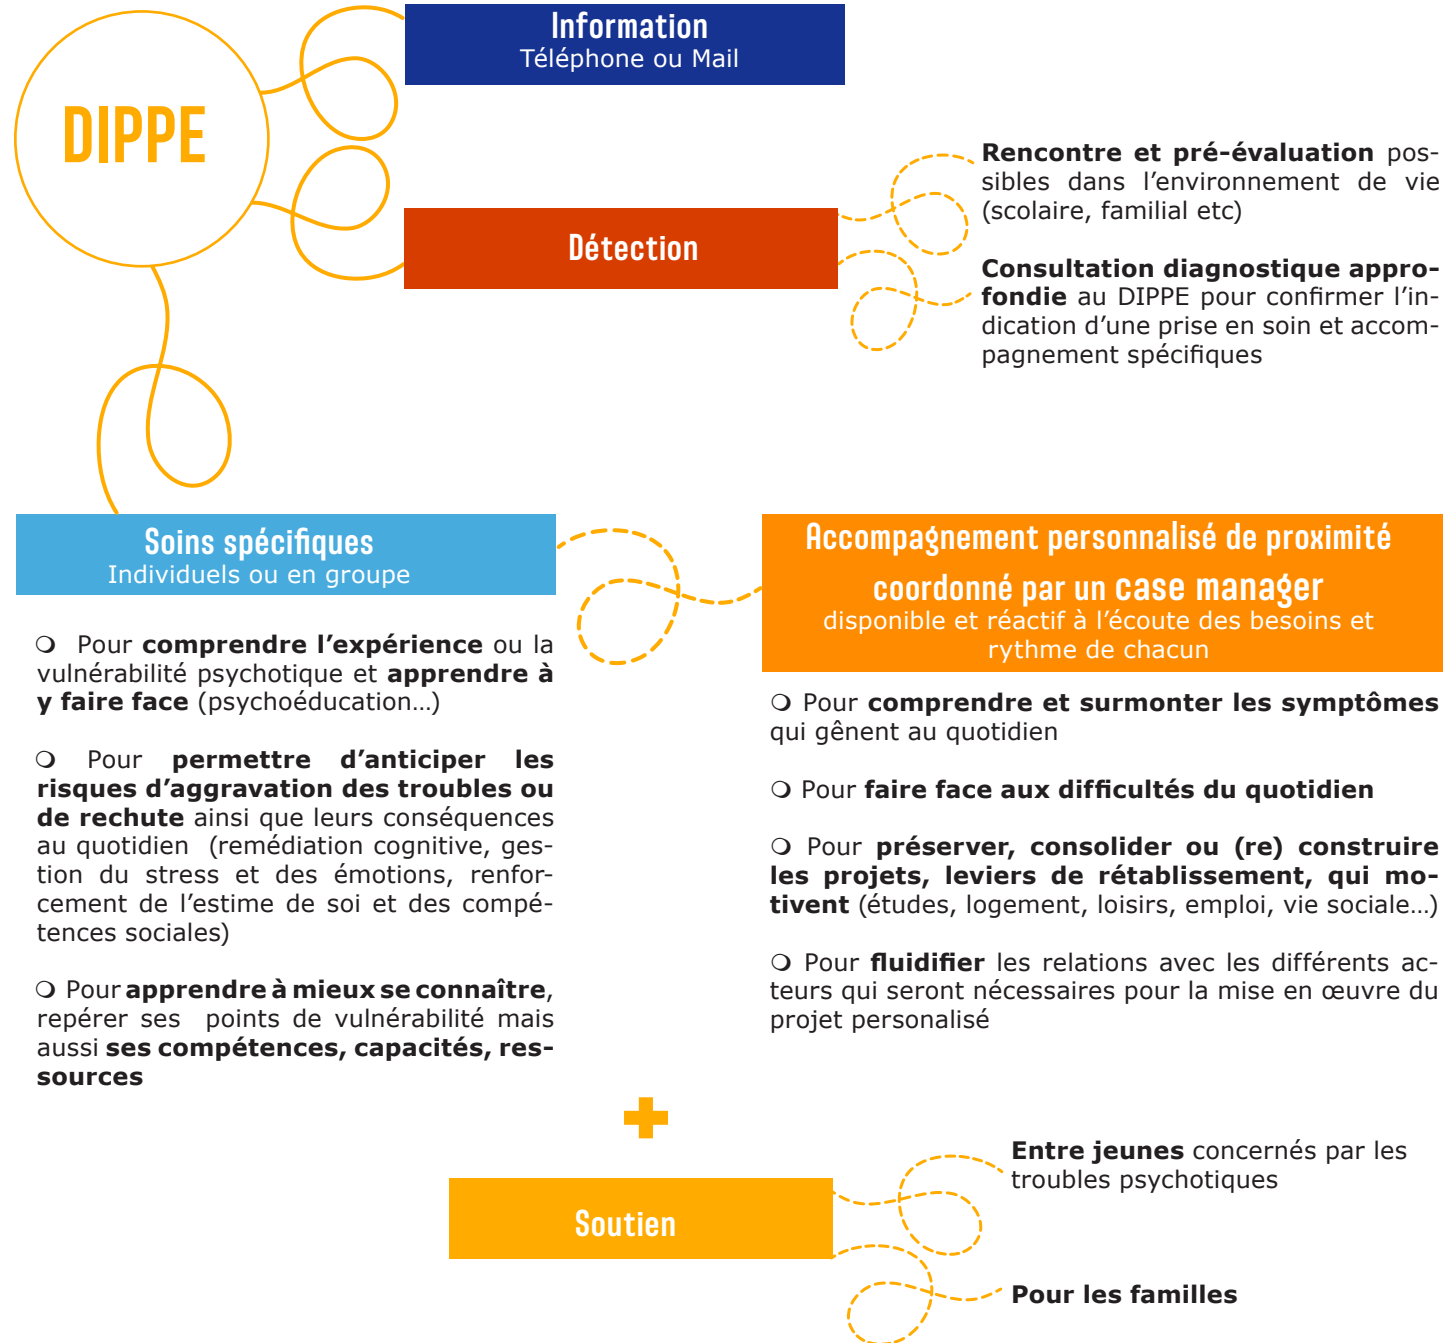 DIPPE
Information
Téléphone ou Mail
Détection
Rencontre et pré-évaluation pos-
sibles dans l'environnement de vie
(scolaire, familial etc)
Consultation diagnostique appro-
fondie au DIPPE pour confirmer l'in-
dication d'une prise en soin et accom-
pagnement spécifiques
Soins spécifiques
Individuels ou en groupe
❍ Pour comprendre l'expérience ou la
vulnérabilité psychotique et apprendre à
y faire face (psychoéducation…)
❍ Pour permettre d'anticiper les
risques d'aggravation des troubles ou
de rechute ainsi que leurs conséquences
au quotidien (remédiation cognitive, ges-
tion du stress et des émotions, renfor-
cement de l'estime de soi et des compé-
tences sociales)
❍ Pour apprendre à mieux se connaître,
repérer ses points de vulnérabilité mais
aussi ses compétences, capacités, res-
sources
Accompagnement personnalisé de proximité
coordonné par un case manager
disponible et réactif à l'écoute des besoins et
rythme de chacun
❍ Pour comprendre et surmonter les symptômes
qui gênent au quotidien
❍ Pour faire face aux difficultés du quotidien
❍ Pour préserver, consolider ou (re) construire
les projets, leviers de rétablissement, qui mo-
tivent (études, logement, loisirs, emploi, vie sociale…)
❍ Pour fluidifier les relations avec les différents ac-
teurs qui seront nécessaires pour la mise en œuvre du
projet personalisé
+
Soutien
Entre jeunes concernés par les
troubles psychotiques
Pour les familles